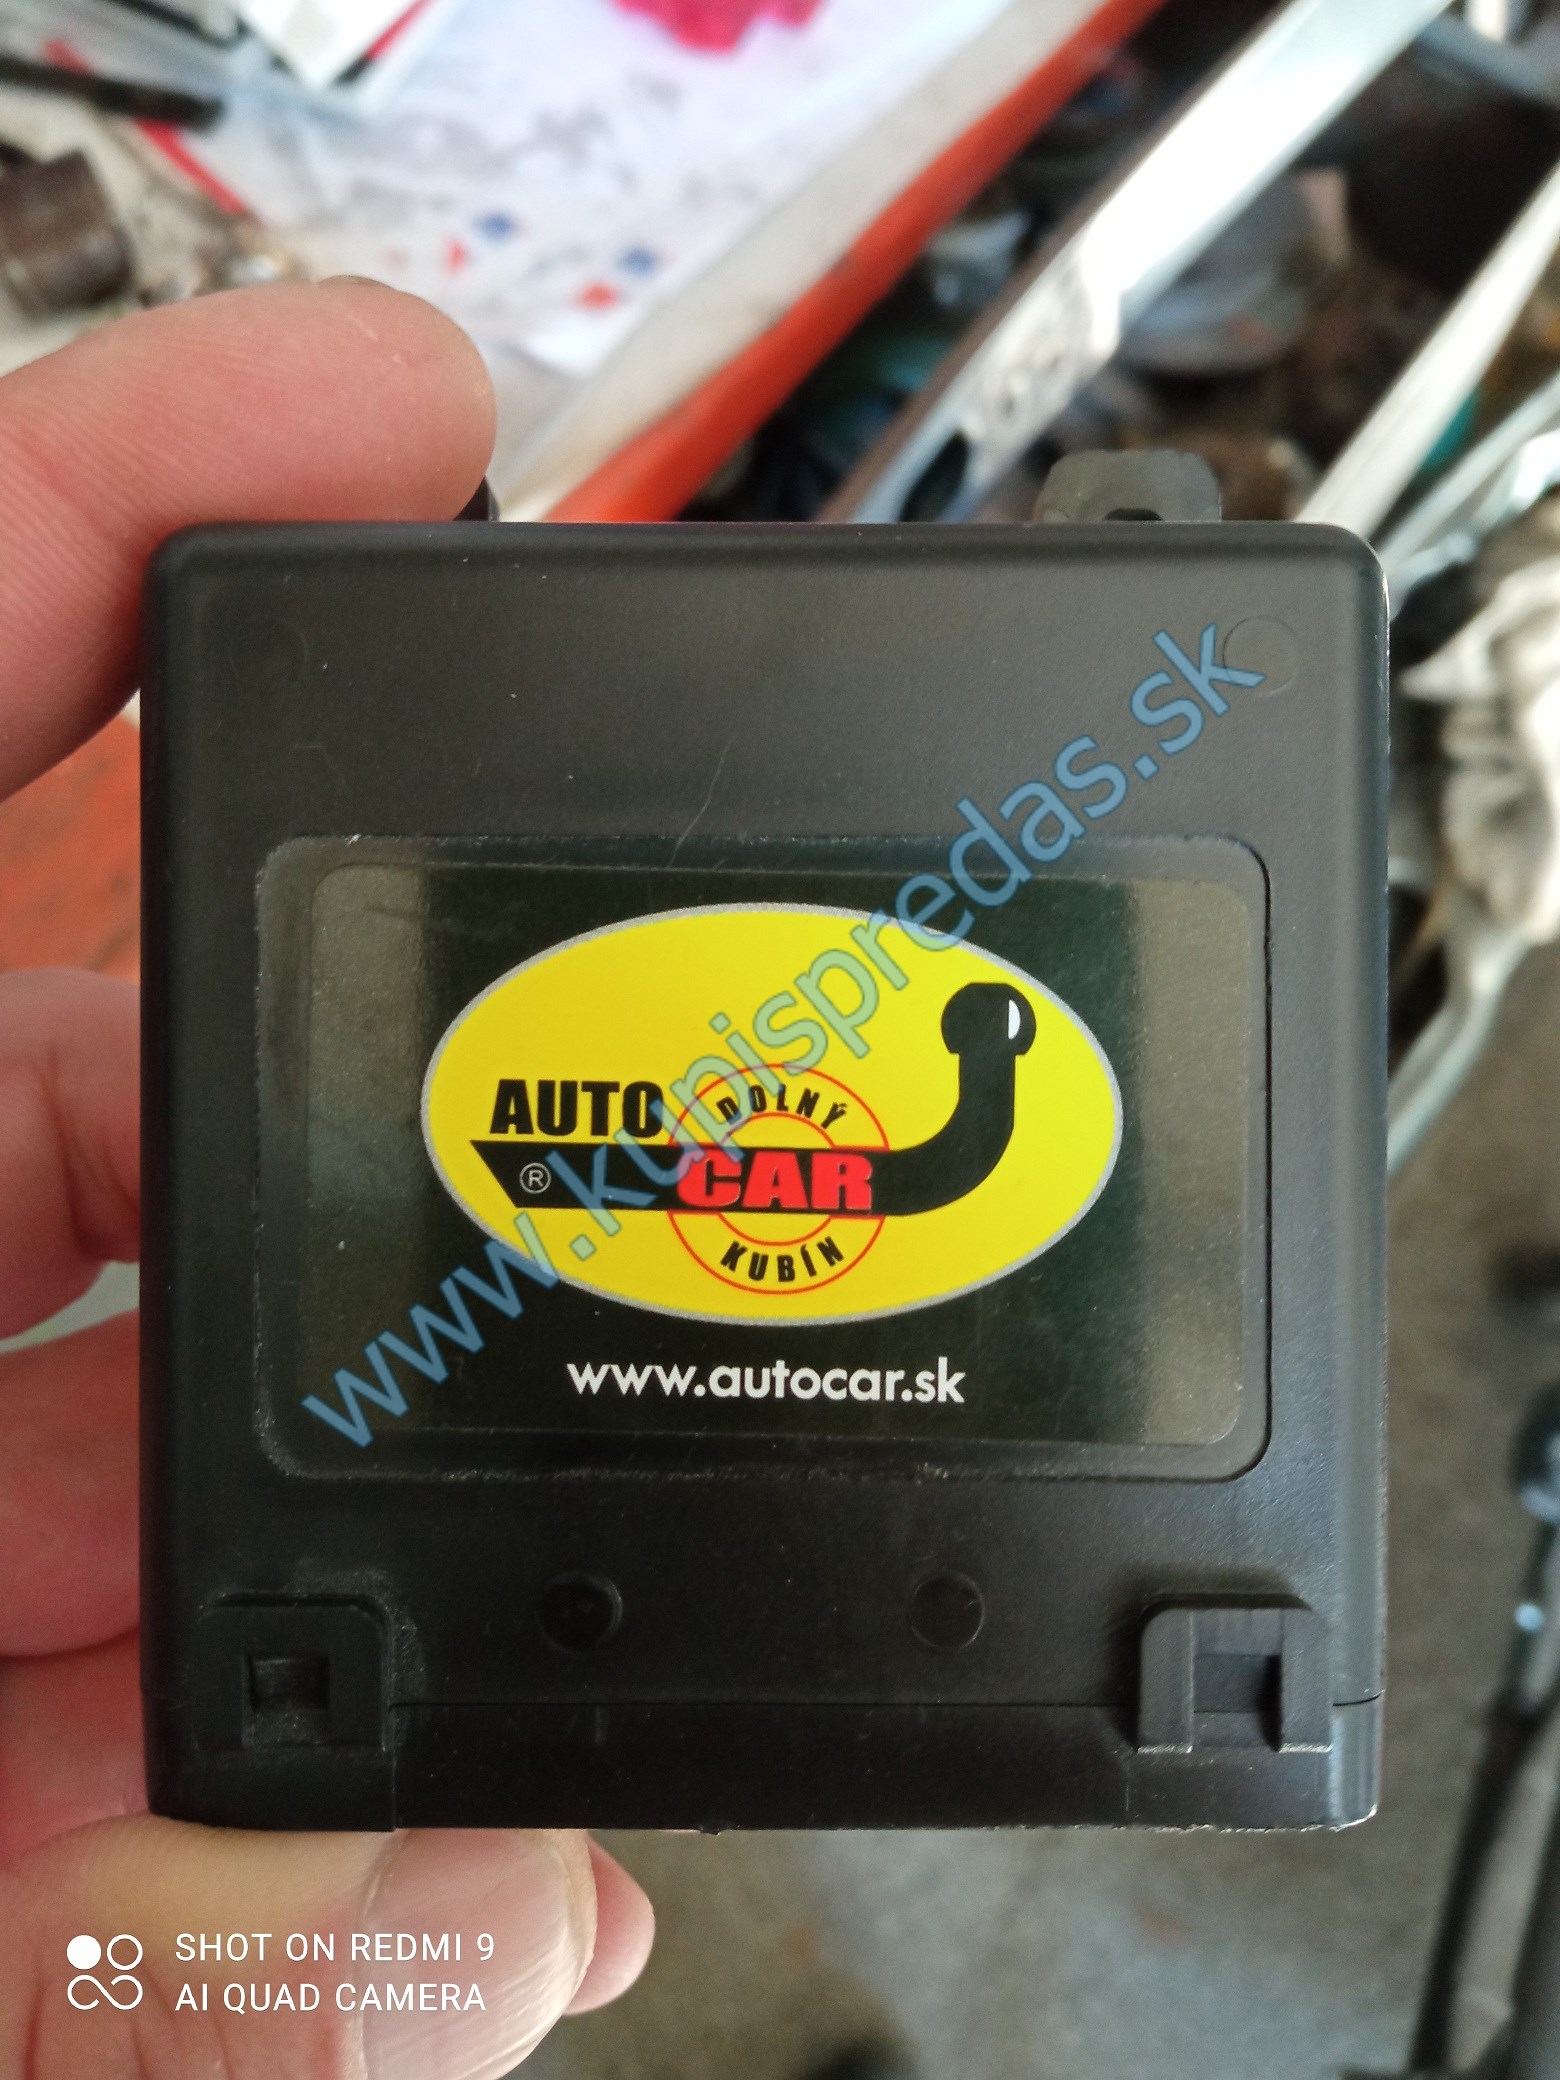 AUTO
DOLNÝ
® CAR
KUBÍN
www.autocar.sk
www.kupispredas.sk
SHOT ON REDMI 9
AI QUAD CAMERA